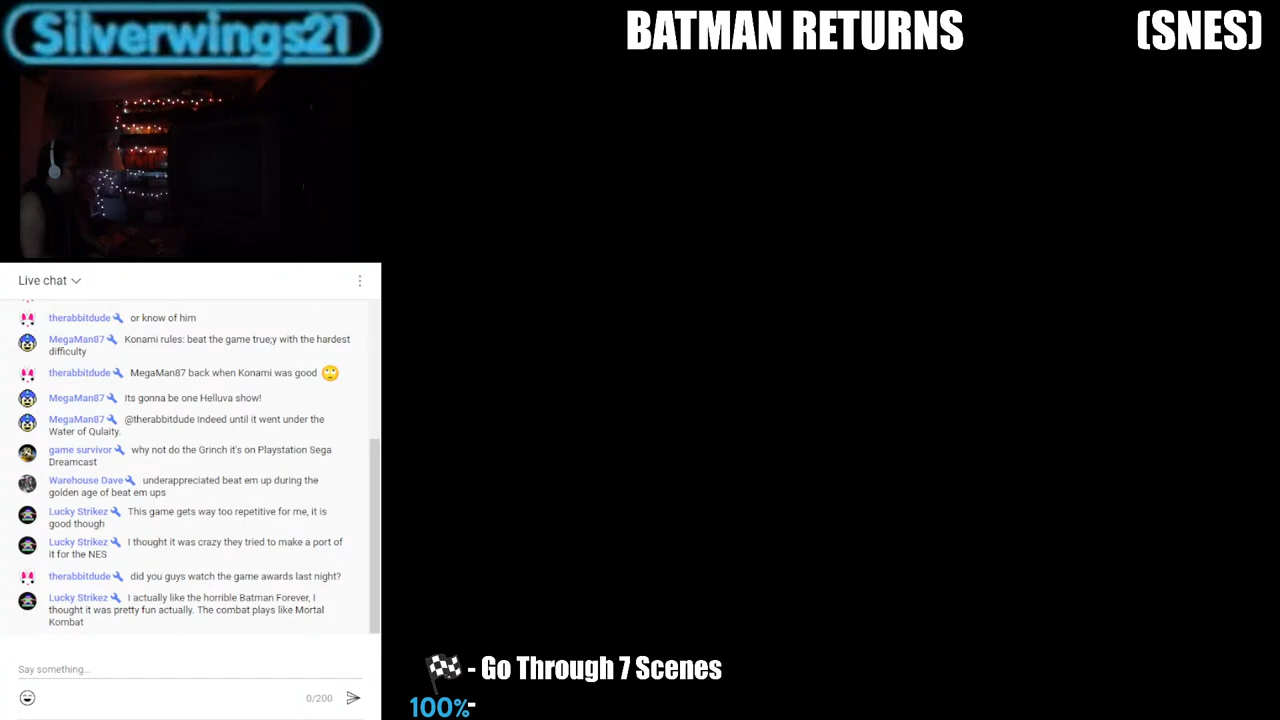 Silverwings21
BATMAN RETURNS (SNES)
Live chat
therabbitdude or know of him
MegaMan87 Konami rules: beat the game true;y with the hardest
difficulty
therabbitdude MegaMan87 back when Konami was good 🙄
MegaMan87 Its gonna be one Helluva show!
MegaMan87 @therabbitdude Indeed until it went under the
Water of Qulaity.
game survivor why not do the Grinch it's on Playstation Sega
Dreamcast
Warehouse Dave underappreciated beat em up during the
golden age of beat em ups
Lucky Strikez This game gets way too repetitive for me, it is
good though
Lucky Strikez I thought it was crazy they tried to make a port of
it for the NES
therabbitdude did you guys watch the game awards last night?
Lucky Strikez I actually like the horrible Batman Forever, I
thought it was pretty fun actually. The combat plays like Mortal
Kombat
Say something...
0/200
- Go Through 7 Scenes
100%-